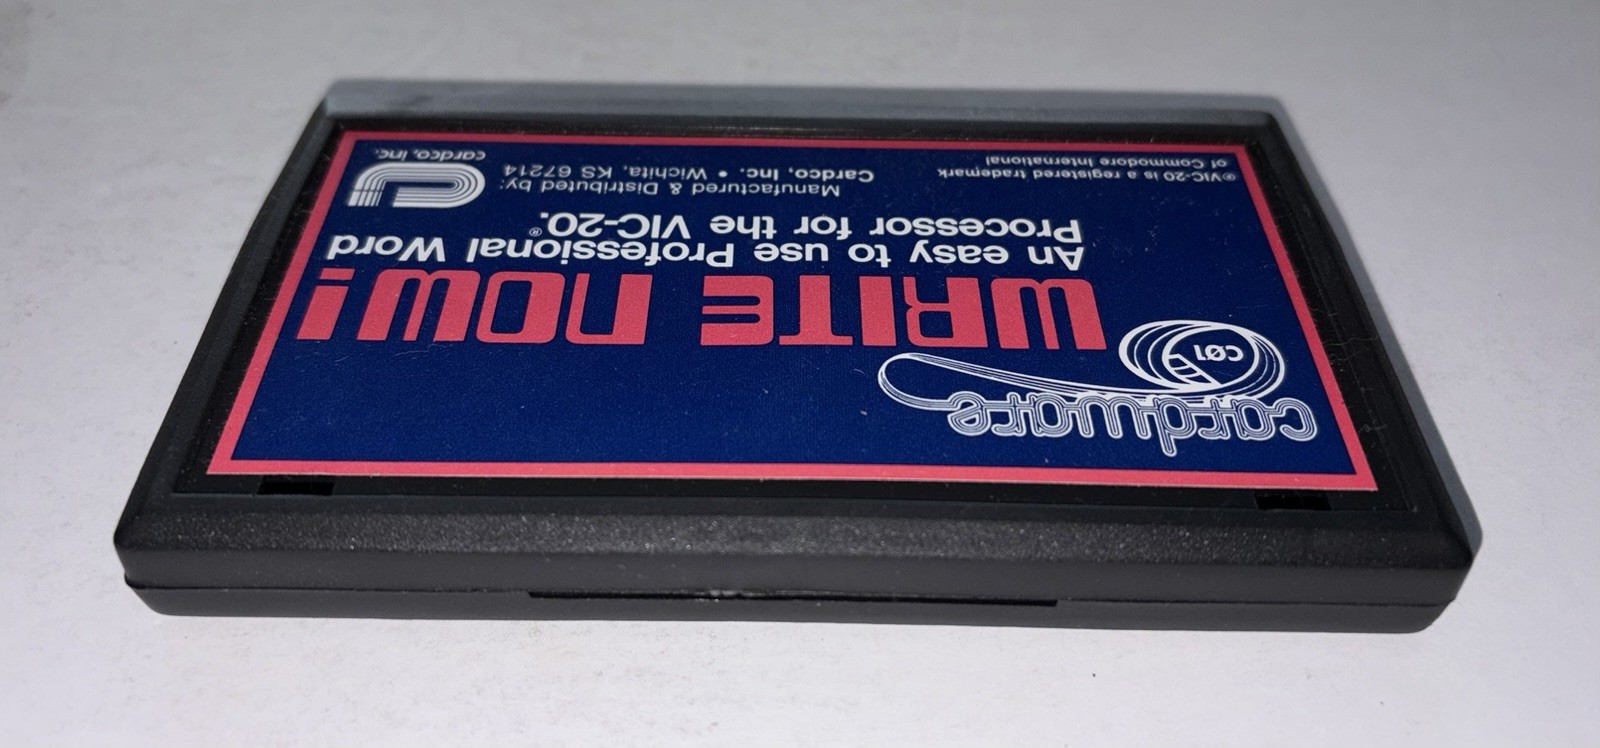 cardware
C01
WRITE NOW!
An easy to use Professional Word
Processor for the VIC-20.®
Manufactured & Distributed by:
Cardco, Inc. • Wichita, KS 67214
®VIC-20 is a registered trademark
of Commodore International
cardco, inc.